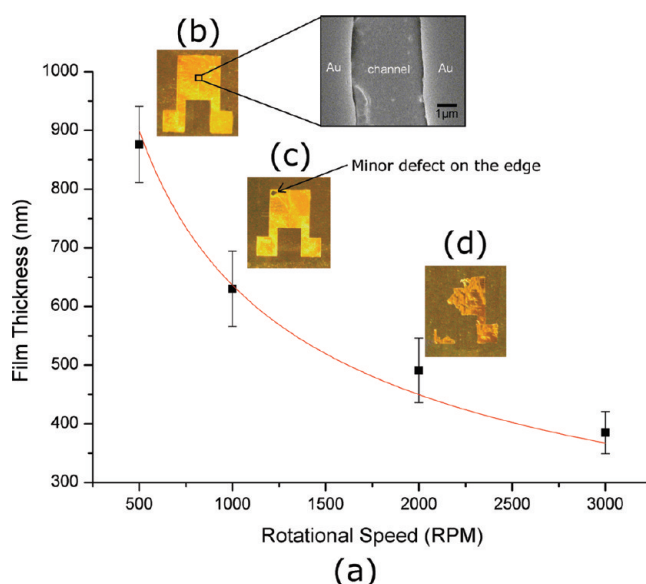 (b)
Au
channel
Au
1μm
(c)
Minor defect on the edge
(d)
1000
900
800
700
600
500
400
300
Film Thickness (nm)
500
1000
1500
2000
2500
3000
Rotational Speed (RPM)
(a)